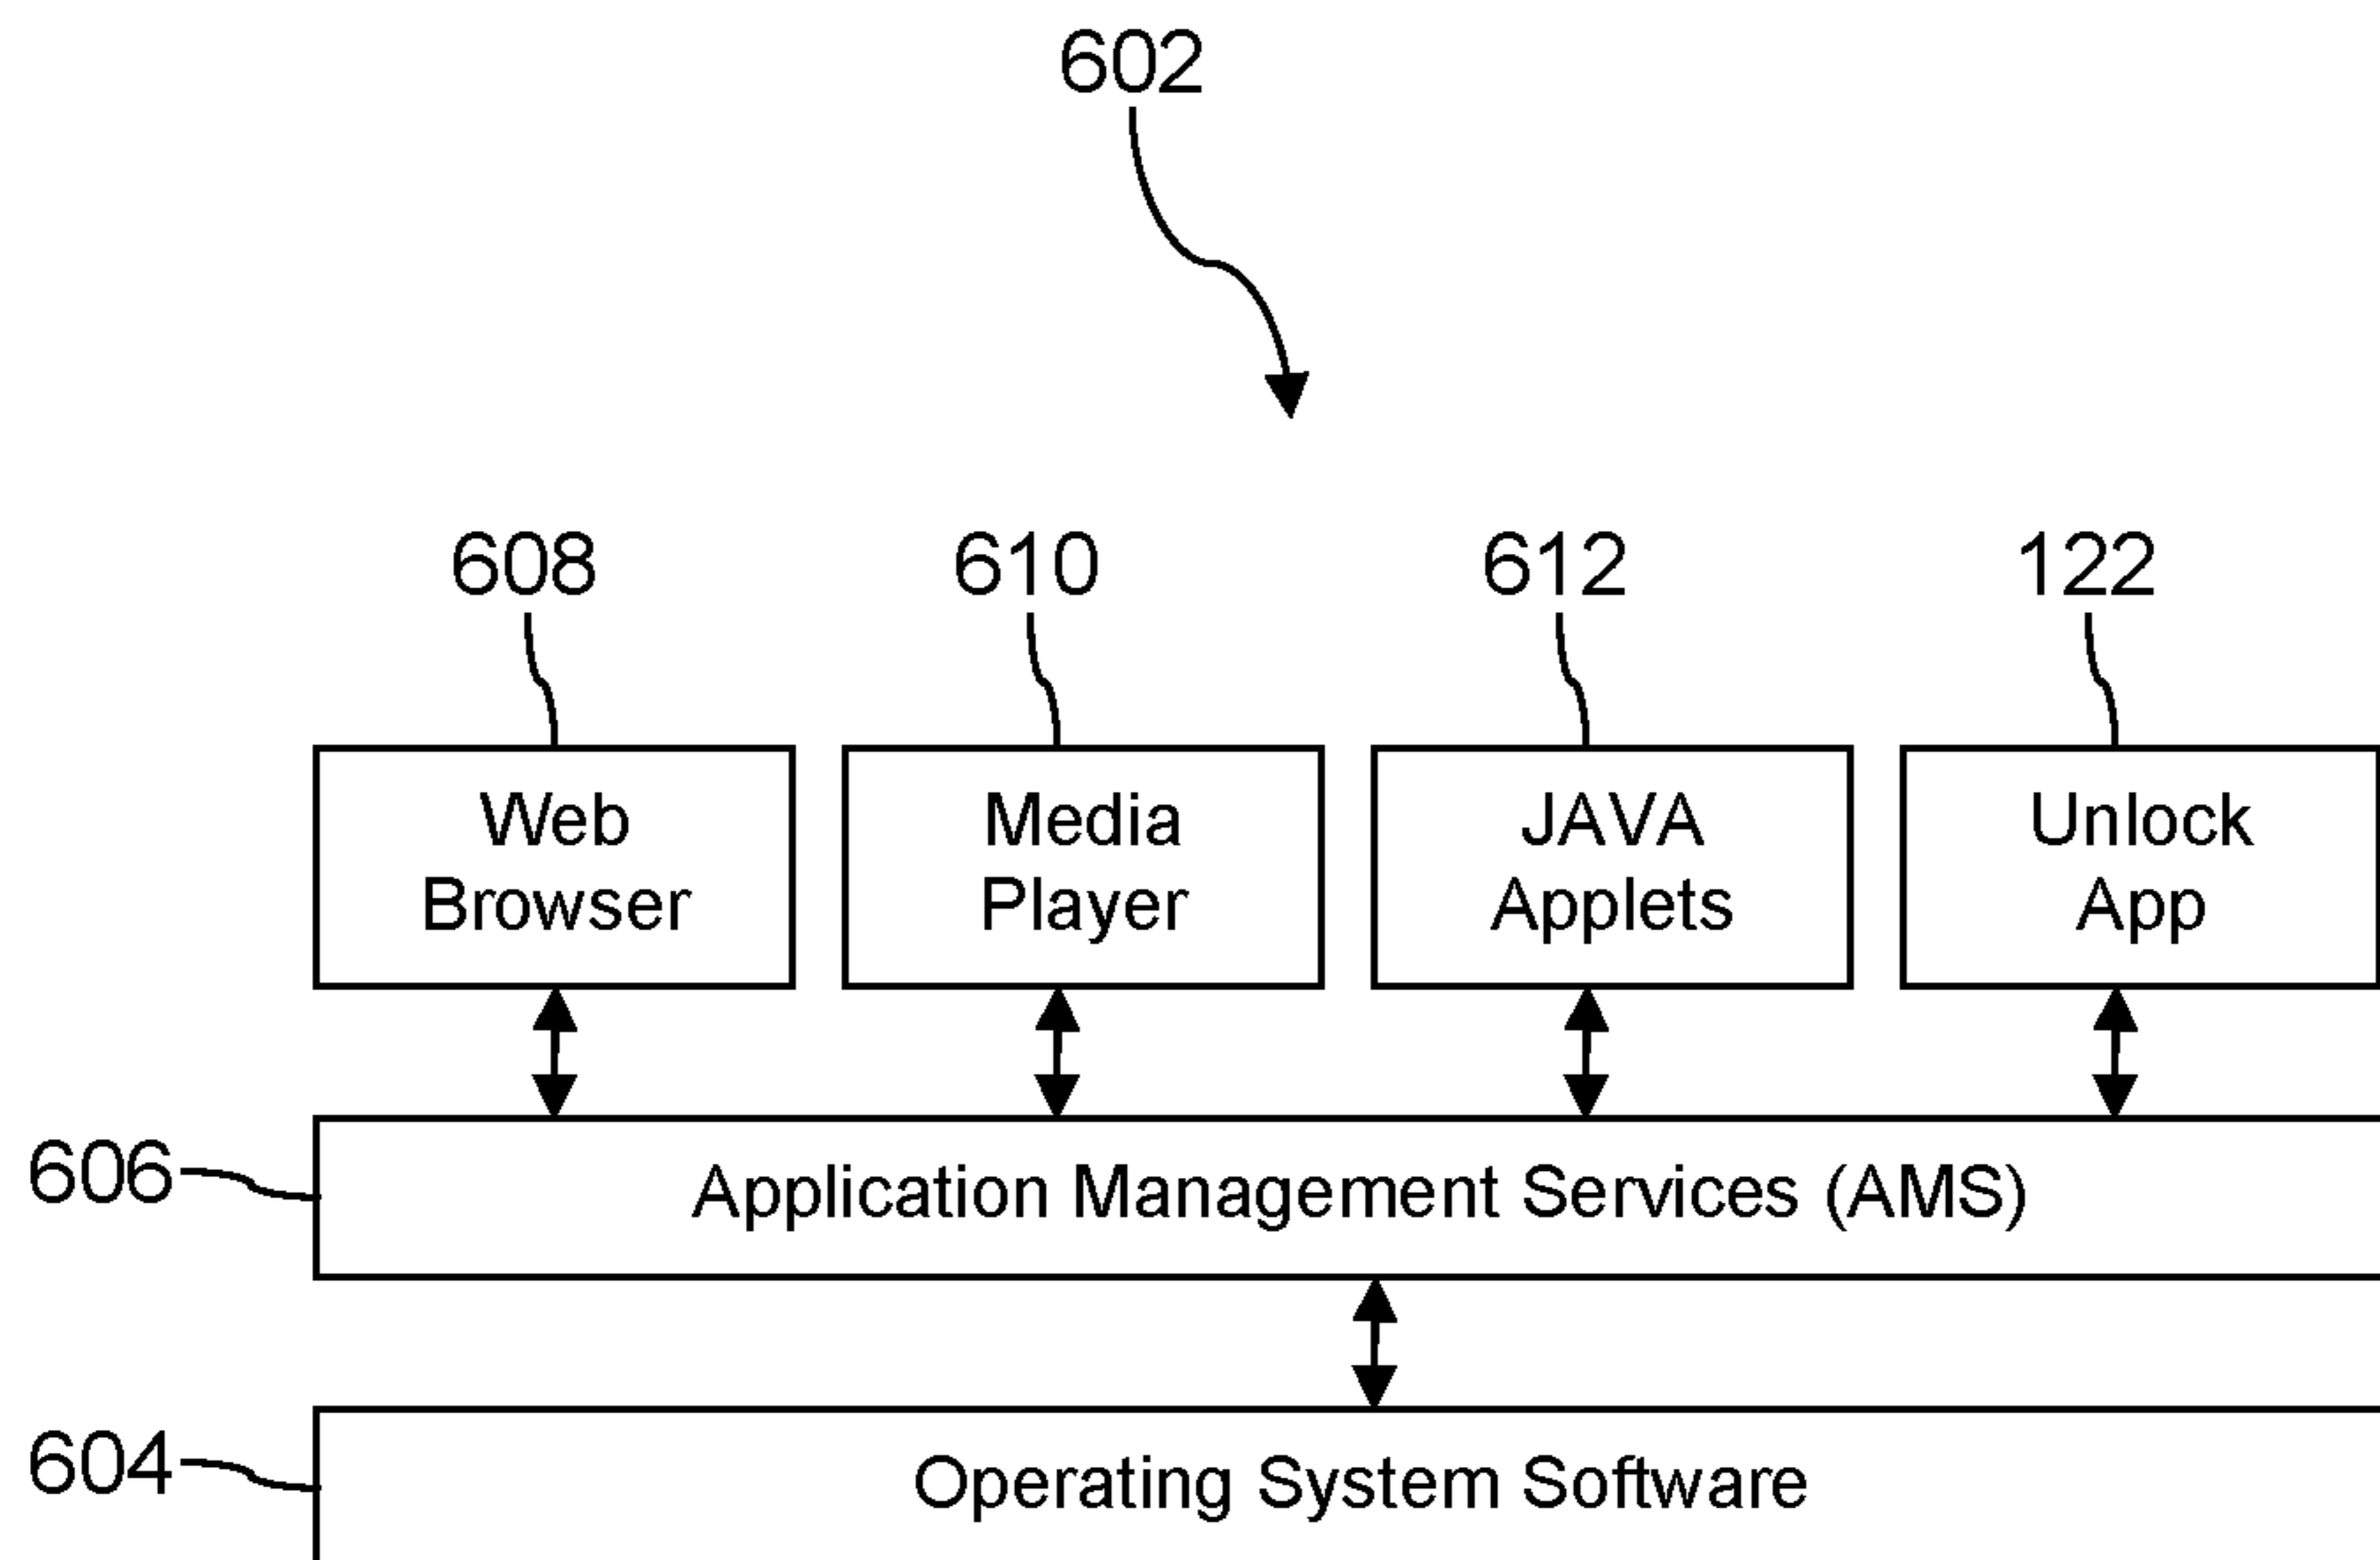 602
608
610
612
122
Web
Browser
Media
Player
JAVA
Applets
Unlock
App
606
Application Management Services (AMS)
604
Operating System Software